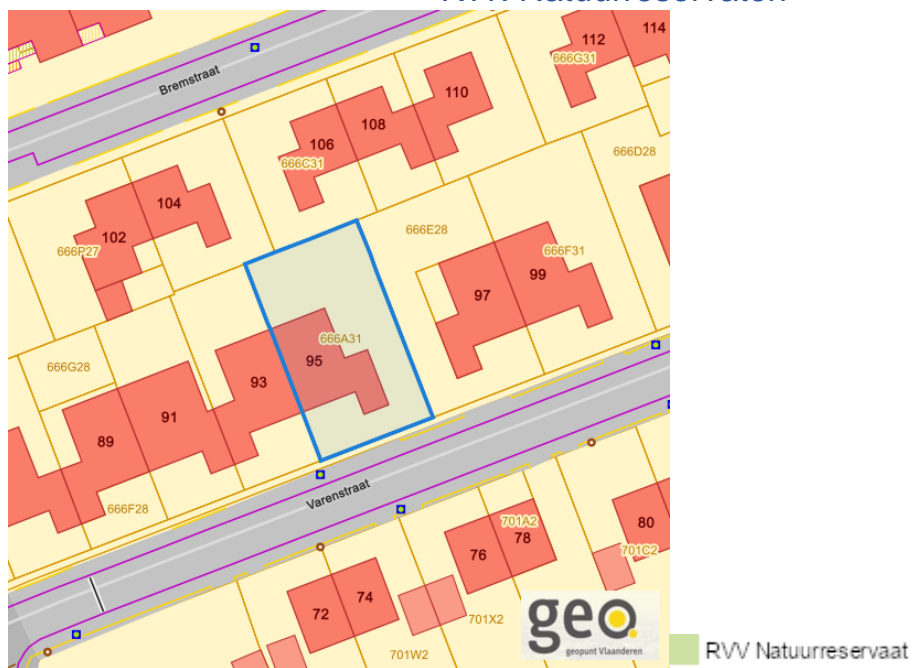 RVV Natuurreservaten
112
114
666G31
Bremstraat
110
108
106
666C31
666D28
104
102
666P27
666E28
666F31
99
97
666A31
95
93
666G28
91
89
666F28
Varenstraat
701A2
78
76
80
701C2
74
72
701X2
701W2
geo.
geopunt Vlaanderen
RVV Natuurreservaat